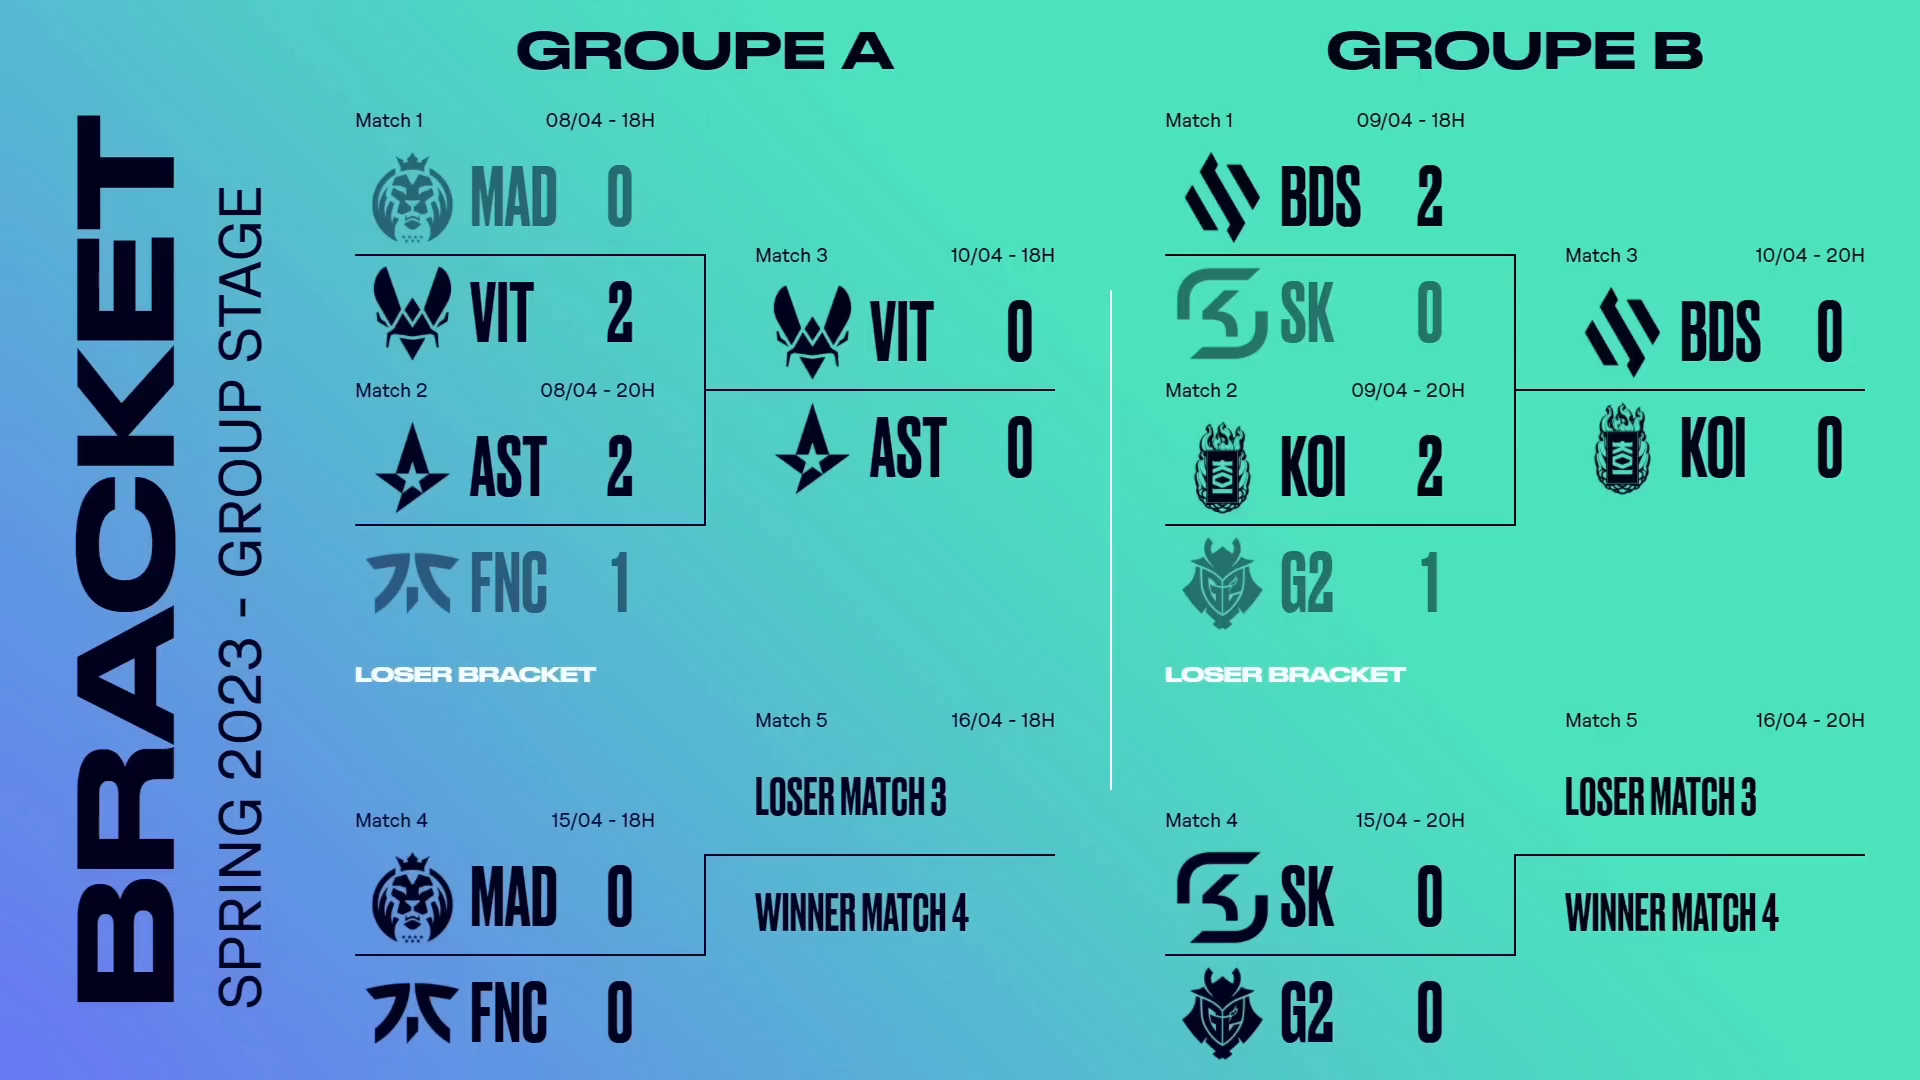 BRACKET
SPRING 2023 - GROUP STAGE
GROUPE A
Match 1 08/04 - 18H
MAD 0
VIT 2
Match 2 08/04 - 20H
AST 2
FNC 1
Match 3 10/04 - 18H
VIT 0
AST 0
LOSER BRACKET
Match 4 15/04 - 18H
MAD 0
FNC 0
Match 5 16/04 - 18H
LOSER MATCH 3
WINNER MATCH 4
GROUPE B
Match 1 09/04 - 18H
BDS 2
SK 0
Match 2 09/04 - 20H
KOI KOI 2
G2 G2 1
Match 3 10/04 - 20H
BDS 0
KOI KOI 0
LOSER BRACKET
Match 4 15/04 - 20H
SK 0
G2 G2 0
Match 5 16/04 - 20H
LOSER MATCH 3
WINNER MATCH 4